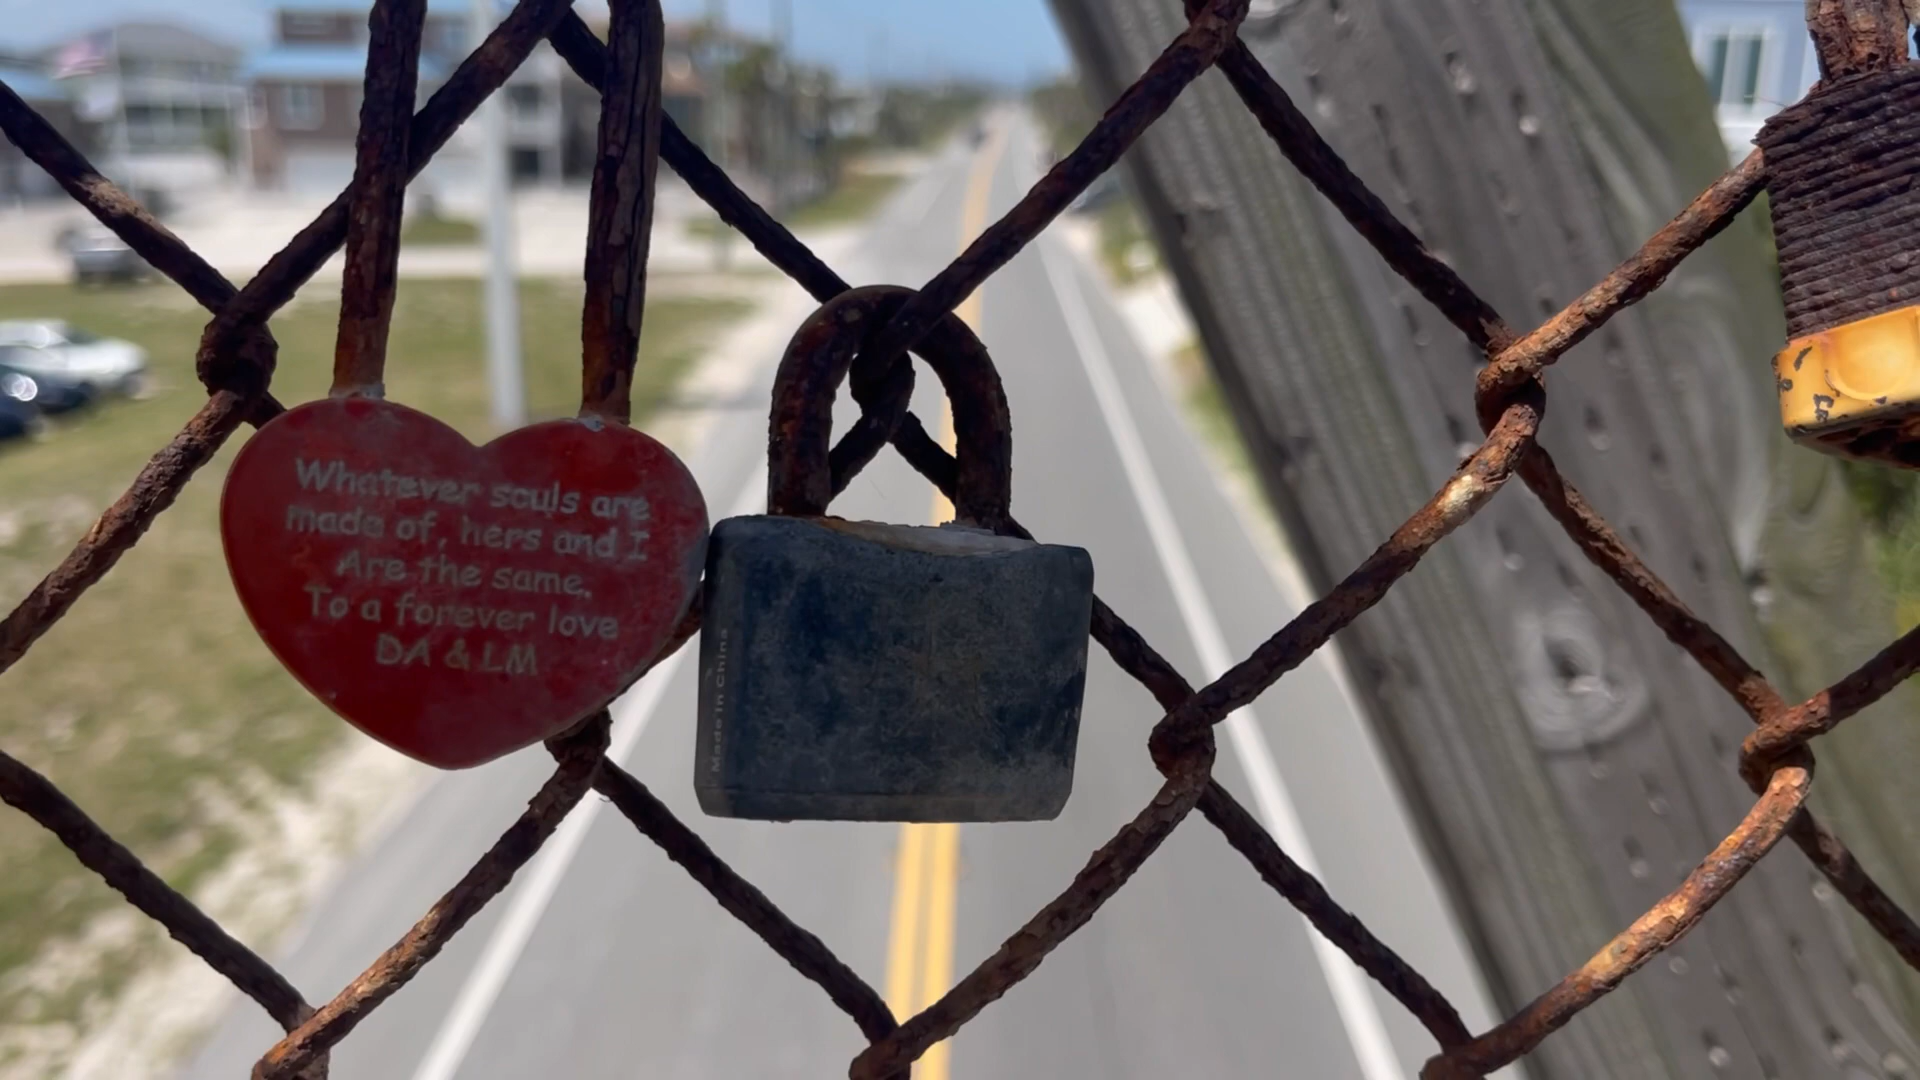 Whatever souls are
made of, hers and I
Are the same.
To a forever love
DA & LM
Made in China